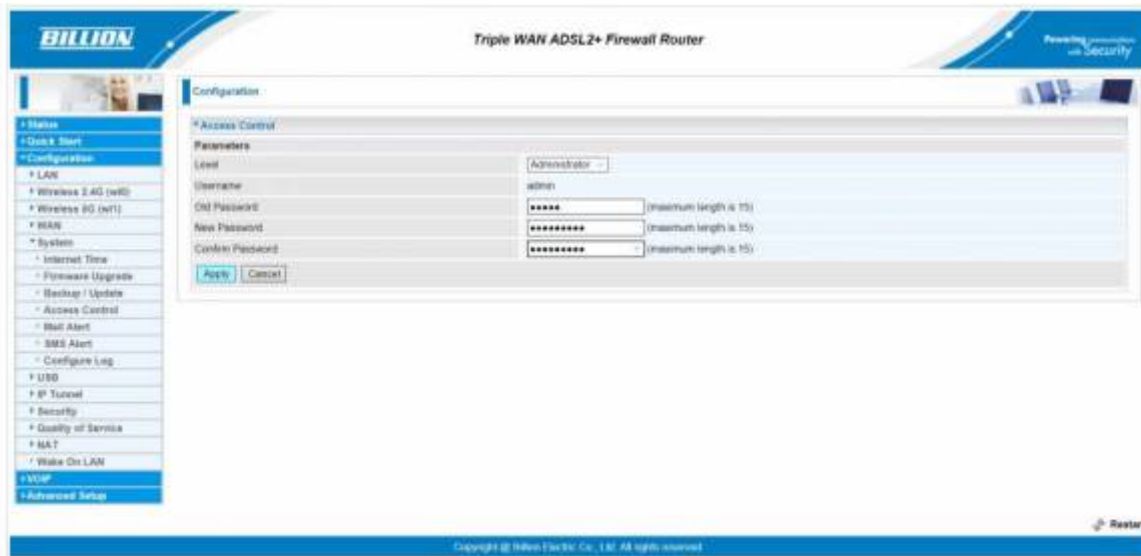 BILLION
Triple WAN ADSL2+ Firewall Router
Powering
with Security
Configuration
Status
Quick Start
Configuration
LAN
Wireless 2.4G (wl0)
Wireless 5G (wl1)
WAN
System
Internet Time
Firmware Upgrade
Backup / Update
Access Control
Mail Alert
SMS Alert
Configure Log
USB
IP Tunnel
Security
Quality of Service
NAT
Wake On LAN
VOIP
Advanced Setup
Access Control
Parameters
Level Administrator
Username admin
Old Password ••••• (maximum length is 15)
New Password ••••••••• (maximum length is 15)
Confirm Password ••••••••• (maximum length is 15)
Apply Cancel
Restar
Copyright @ Billion Electric Co., Ltd. All rights reserved.